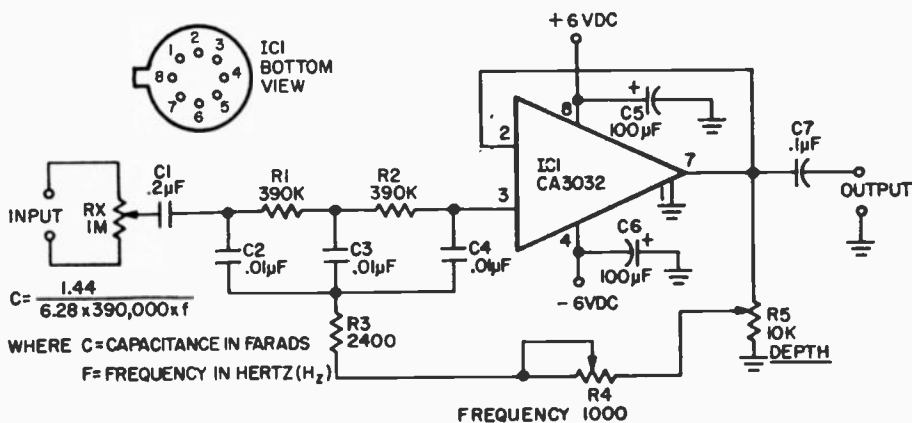 IC1
BOTTOM
VIEW
1
2
3
4
5
6
7
8
+6VDC
+
C5
100µF
8
2
IC1
CA3032
7
1
3
4
C7
.1µF
OUTPUT
C6
+
100µF
-6VDC
INPUT
RX
1M
C1
.2µF
R1
390K
R2
390K
C2
.01µF
C3
.01µF
C4
.01µF
R3
2400
R5
10K
DEPTH
R4
FREQUENCY 1000
C= 1.44
6.28x390,000xf
WHERE C=CAPACITANCE IN FARADS
F=FREQUENCY IN HERTZ(Hz)